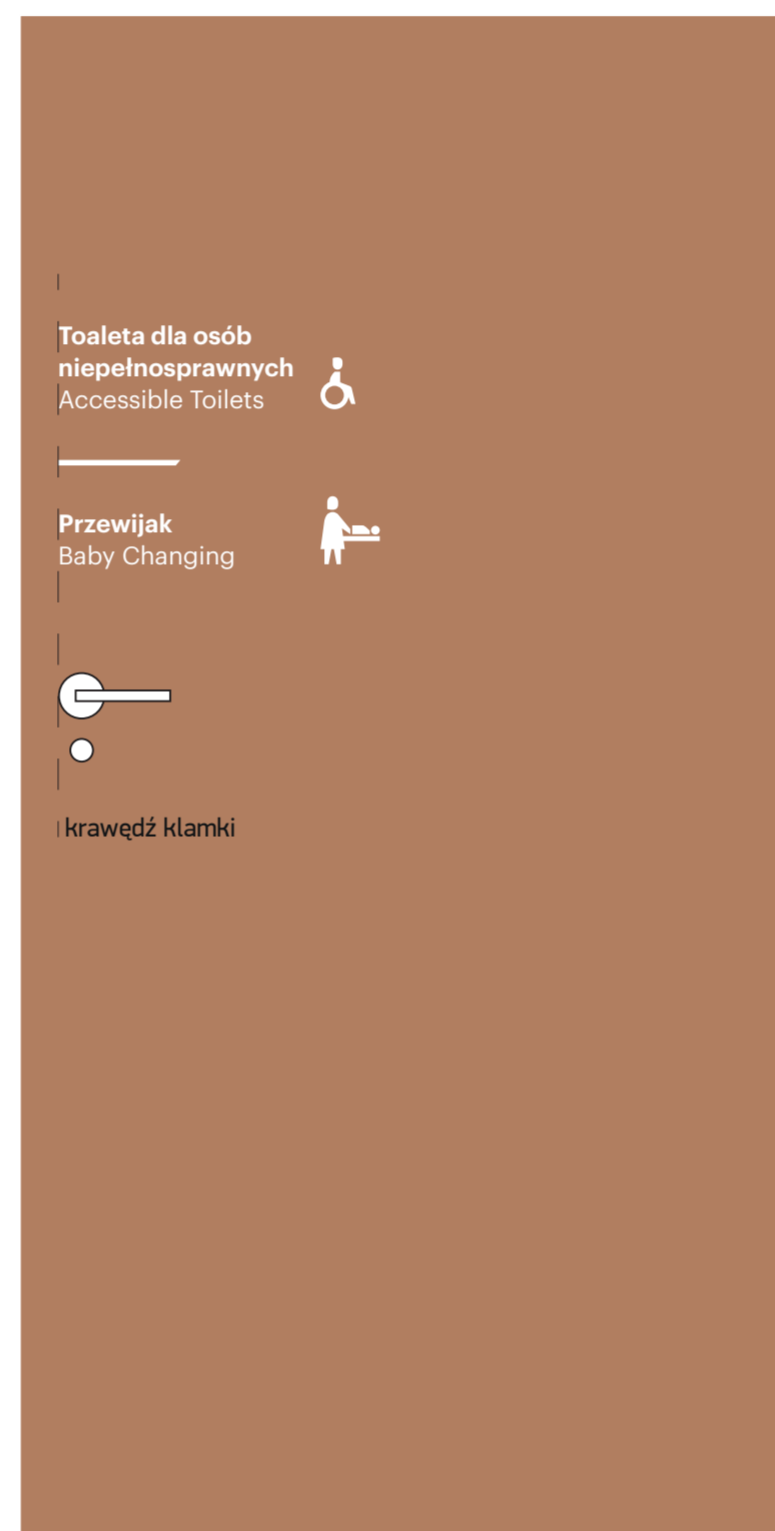 Toaleta dla osób
niepełnosprawnych
Accessible Toilets
Przewijak
Baby Changing
krawędź klamki